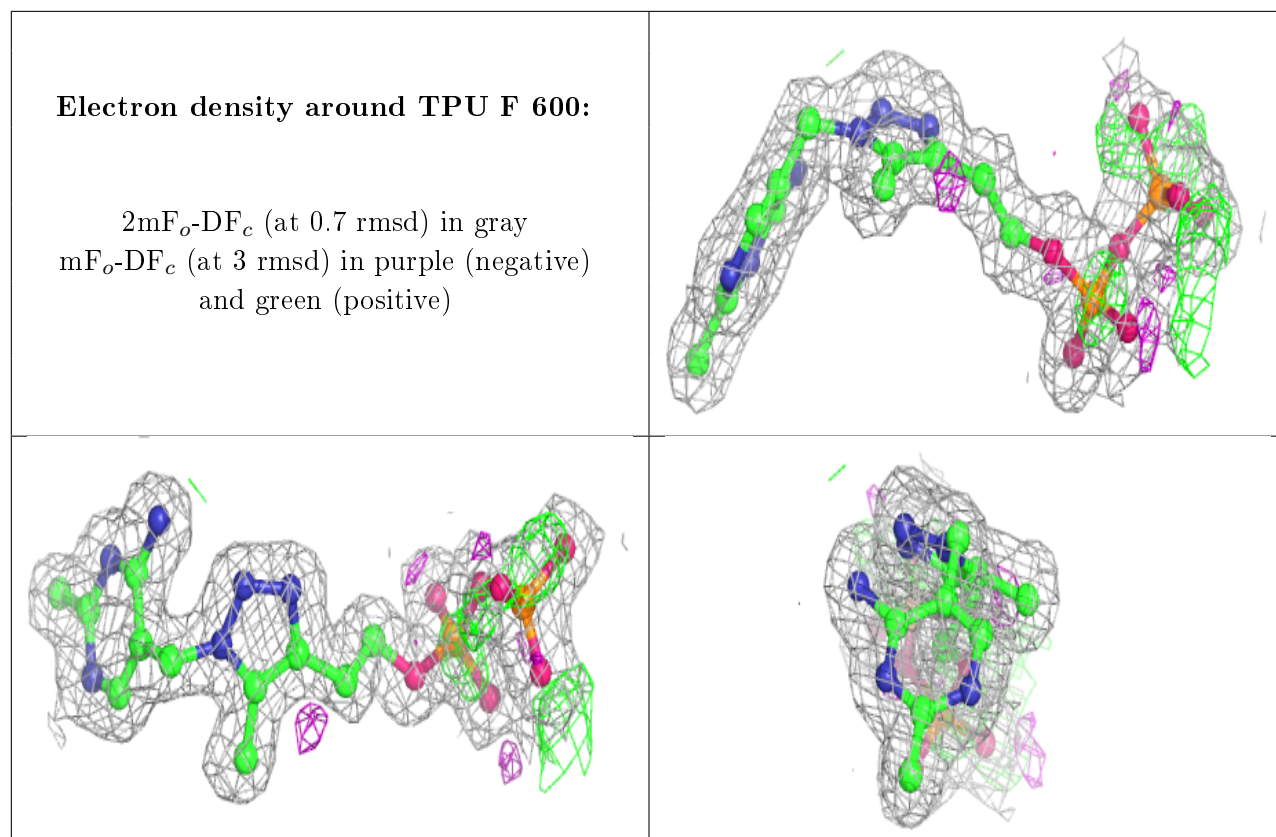 Electron density around TPU F 600:
2mFo-DFc (at 0.7 rmsd) in gray
mFo-DFc (at 3 rmsd) in purple (negative)
and green (positive)